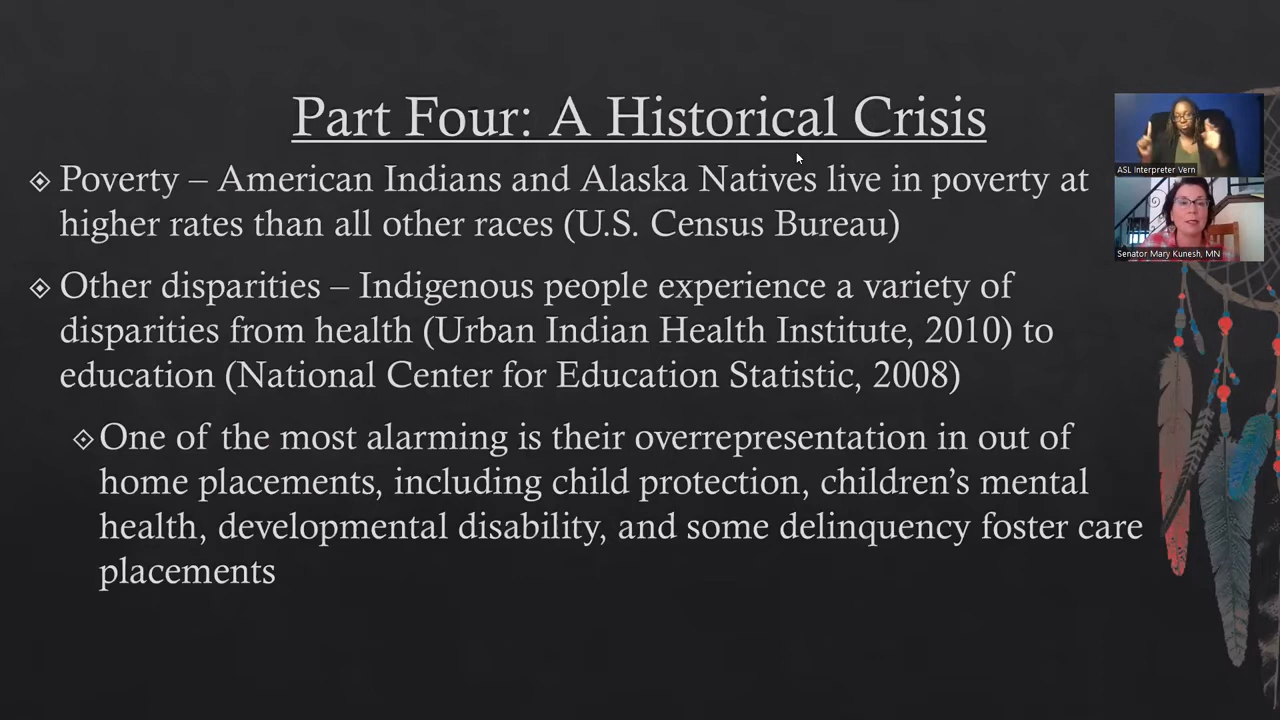 Part Four: A Historical Crisis
Poverty – American Indians and Alaska Natives live in poverty at
higher rates than all other races (U.S. Census Bureau)
Other disparities – Indigenous people experience a variety of
disparities from health (Urban Indian Health Institute, 2010) to
education (National Center for Education Statistic, 2008)
One of the most alarming is their overrepresentation in out of
home placements, including child protection, children’s mental
health, developmental disability, and some delinquency foster care
placements
ASL Interpreter Vern
Senator Mary Kunesh, MN